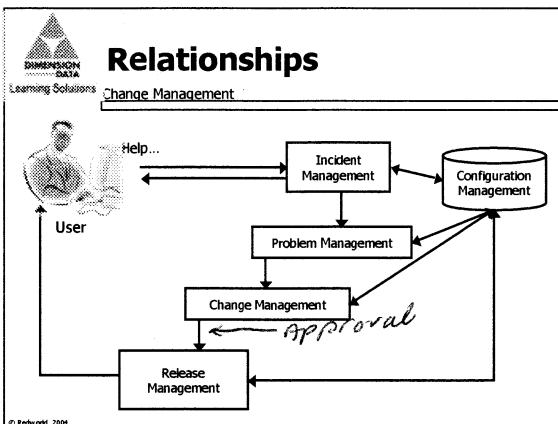 DIMENSION
DATA
Learning Solutions
Relationships
Change Management
Help...
User
Incident
Management
Configuration
Management
Problem Management
Change Management
Approval
Release
Management
© Redworld, 2004